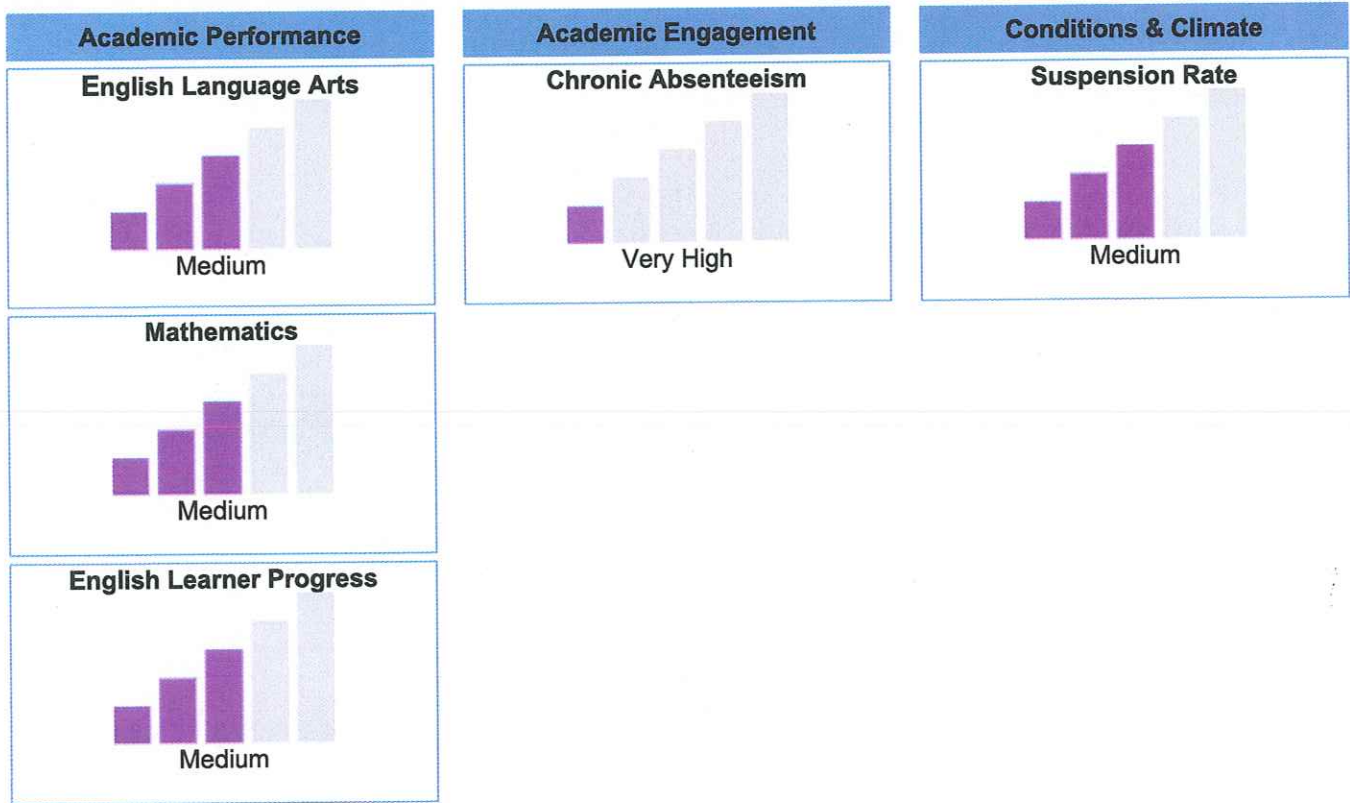 Academic Performance
English Language Arts
Medium
Mathematics
Medium
English Learner Progress
Medium
Academic Engagement
Chronic Absenteeism
Very High
Conditions & Climate
Suspension Rate
Medium